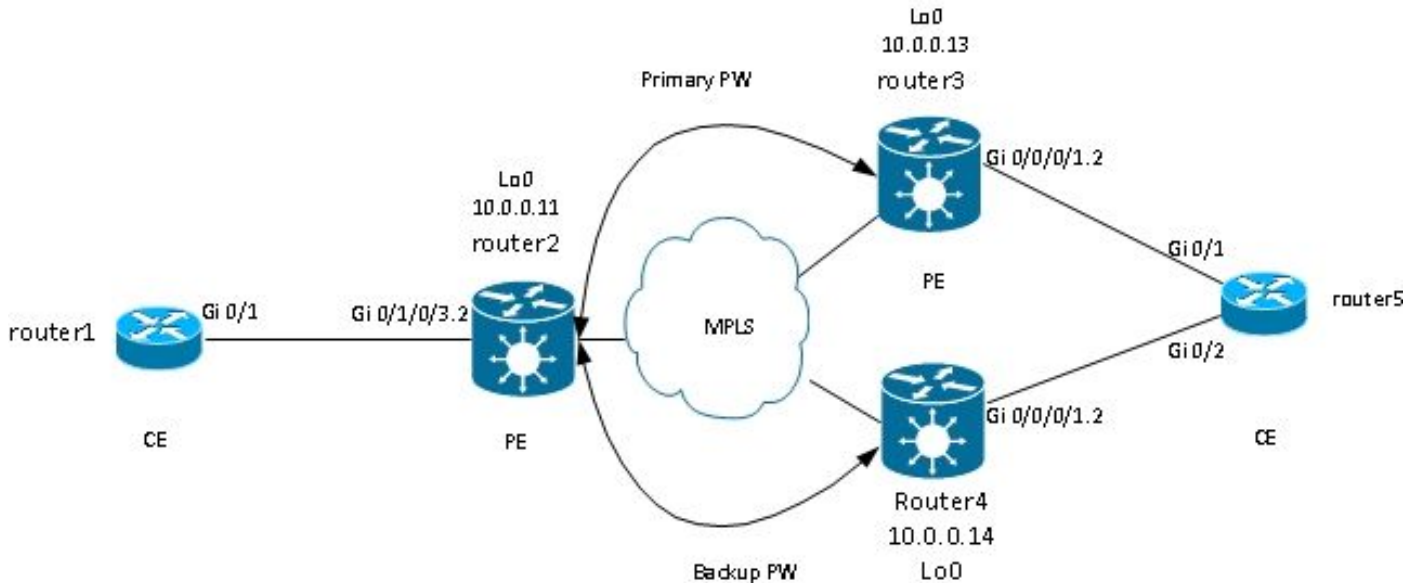 Lo0
10.0.0.13
router3
Primary PW
Gi 0/0/0/1.2
Lo0
10.0.0.11
router2
PE
Gi 0/1
router5
router1
Gi 0/1
Gi 0/1/0/3.2
MPLS
Gi 0/2
CE
PE
Gi 0/0/0/1.2
CE
Router4
10.0.0.14
Lo0
Backup PW